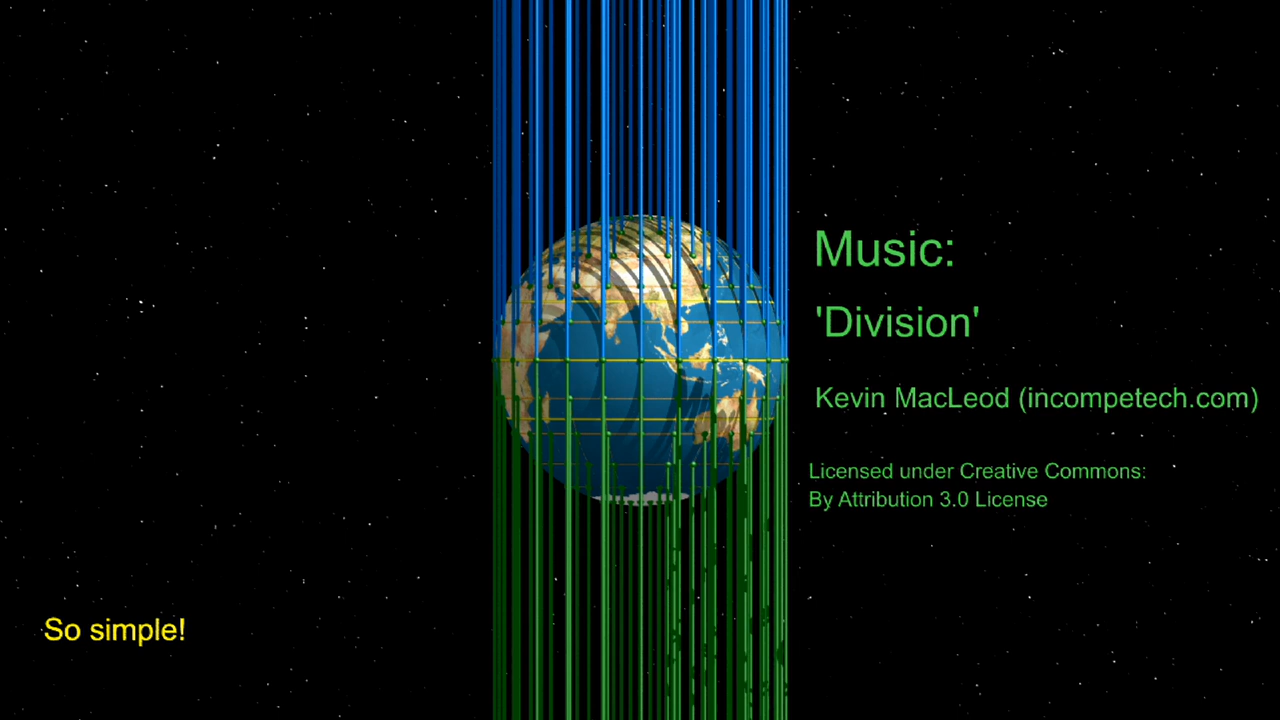 Music:
'Division'
Kevin MacLeod (incompetech.com)
Licensed under Creative Commons:
By Attribution 3.0 License
So simple!